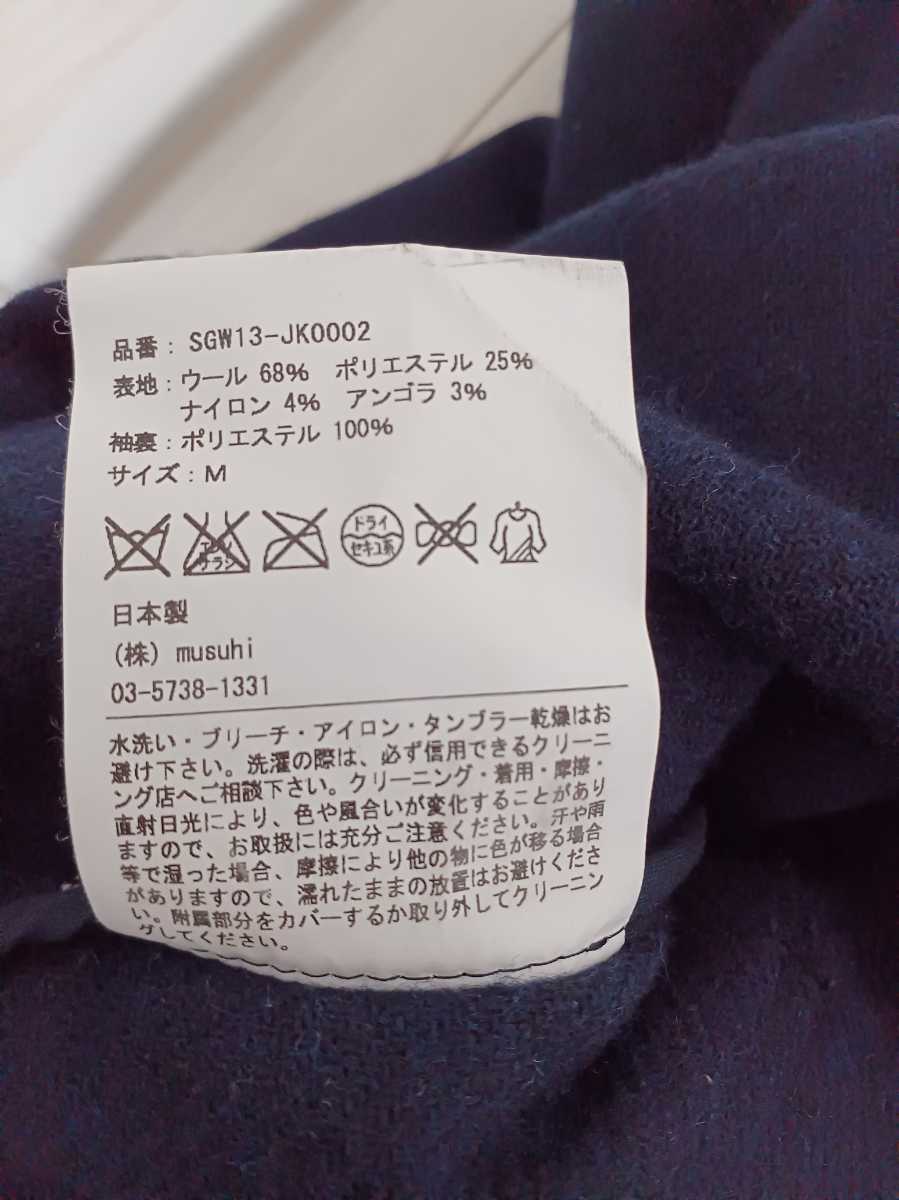 品番: SGW13-JK0002
表地: ウール 68% ポリエステル 25%
ナイロン 4% アンゴラ 3%
袖裏: ポリエステル 100%
サイズ: M
エンソ サラシ ドライ セキユ系
日本製
(株) musuhi
03-5738-1331
水洗い・ブリーチ・アイロン・タンブラー乾燥はお
避け下さい。洗濯の際は、必ず信用できるクリーニ
ング店へご相談下さい。クリーニング・着用・摩擦・
直射日光により、色や風合いが変化することがあり
ますので、お取扱には充分ご注意ください。汗や雨
等で湿った場合、摩擦により他の物に色が移る場合
がありますので、濡れたままの放置はお避けくださ
い。附属部分をカバーするか取り外してクリーニン
グしてください。